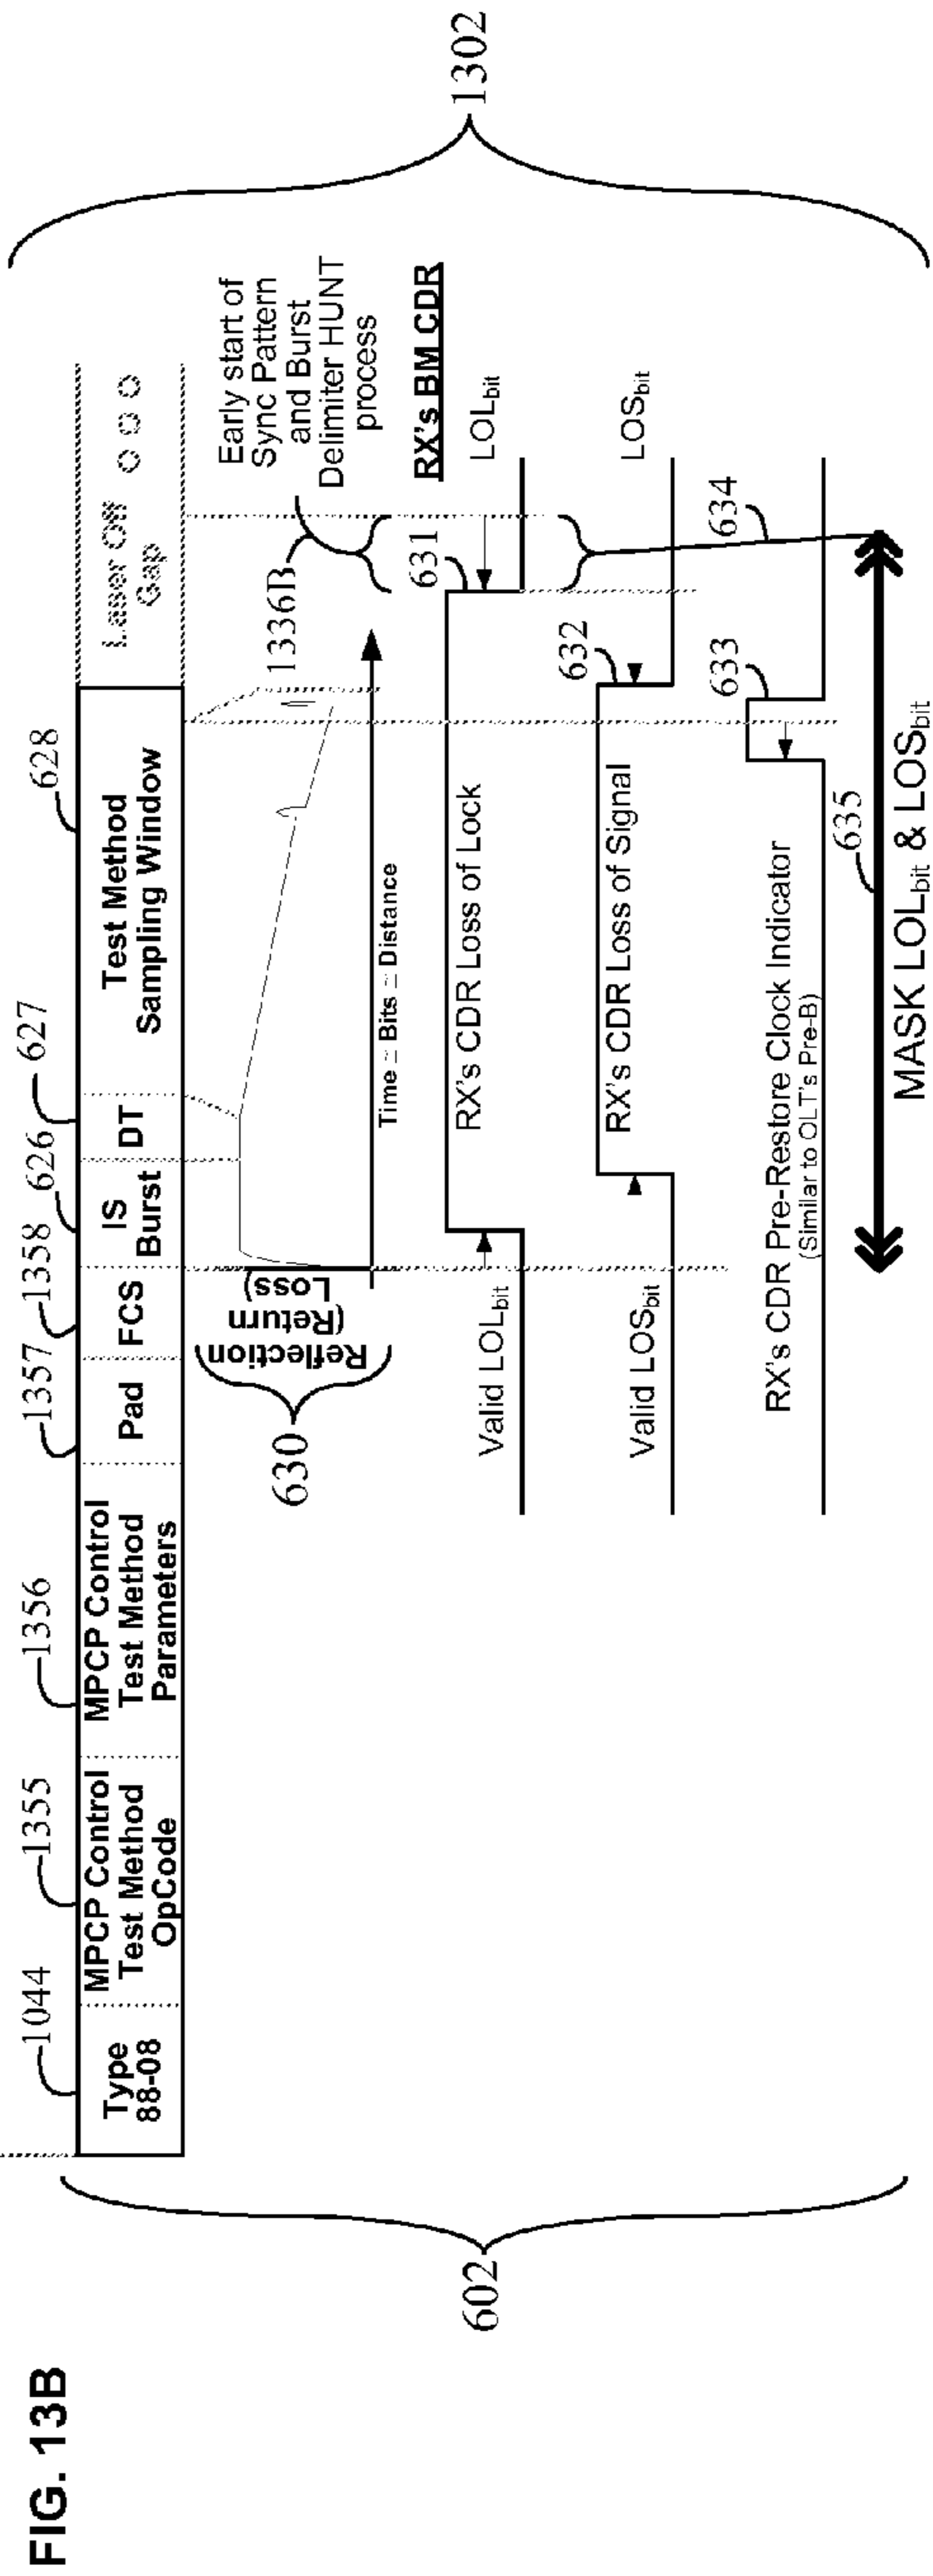 FIG. 13B
602
1302
1044
1355
1356
1357
1358
626
627
628
Type
88-08
MPCP Control
Test Method
OpCode
MPCP Control
Test Method
Parameters
Pad
FCS
IS
Burst
DT
Test Method
Sampling Window
Laser Off
Gap
630
Reflection
(Return
Loss)
Time = Bits = Distance
1336B
Early start of
Sync Pattern
and Burst
Delimiter HUNT
process
RX's BM CDR
Valid LOLbit
RX's CDR Loss of Lock
631
LOLbit
Valid LOSbit
RX's CDR Loss of Signal
632
LOSbit
RX's CDR Pre-Restore Clock Indicator
(Similar to OLT's Pre-B)
633
634
635
MASK LOLbit & LOSbit